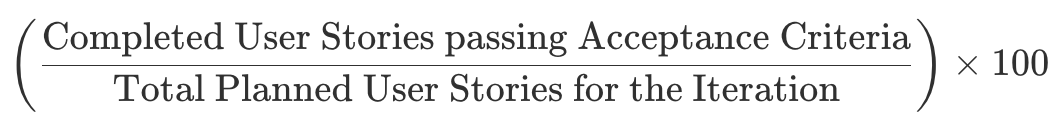 (Completed User Stories passing Acceptance Criteria
Total Planned User Stories for the Iteration) × 100